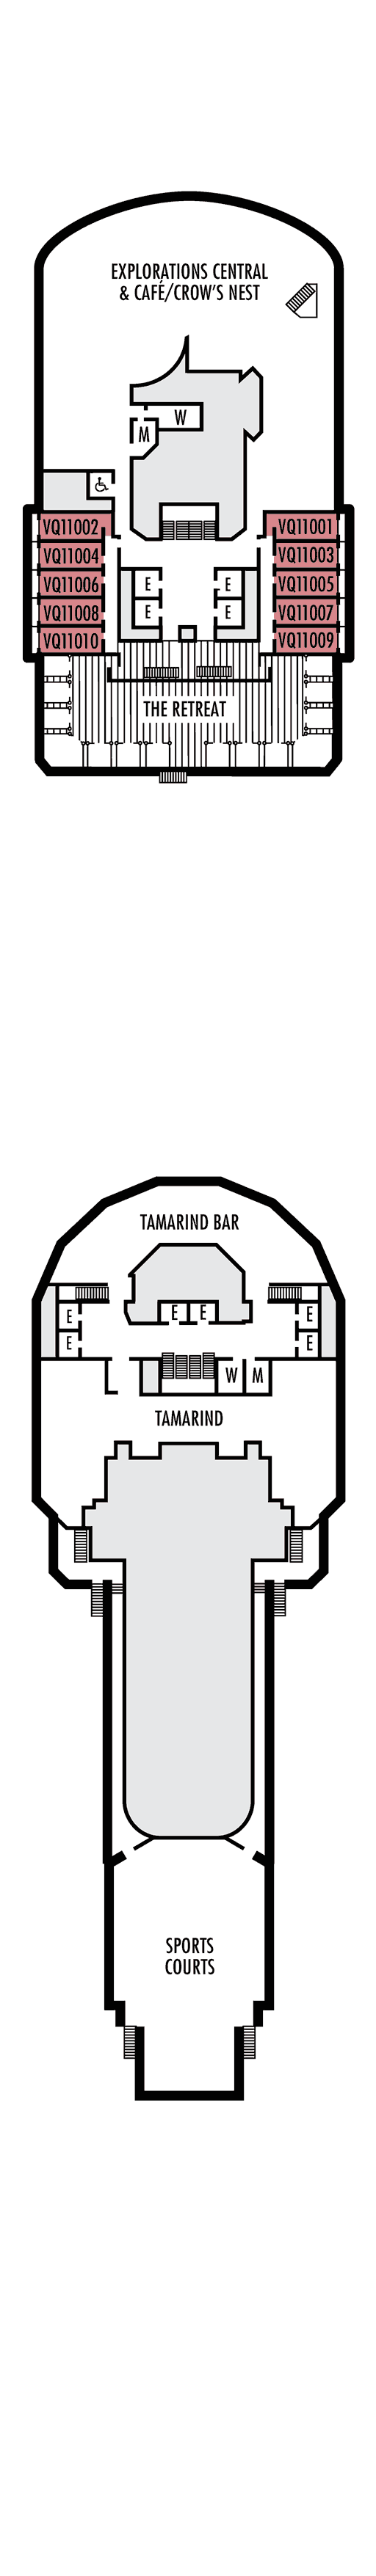 EXPLORATIONS CENTRAL
& CAFÉ/CROW'S NEST
W
M
VQ11002
VQ11001
VQ11004
VQ11003
VQ11006
E
E
VQ11005
VQ11008
E
E
VQ11007
VQ11010
VQ11009
THE RETREAT
TAMARIND BAR
E
E
E
E
E
E
W
M
TAMARIND
SPORTS
COURTS